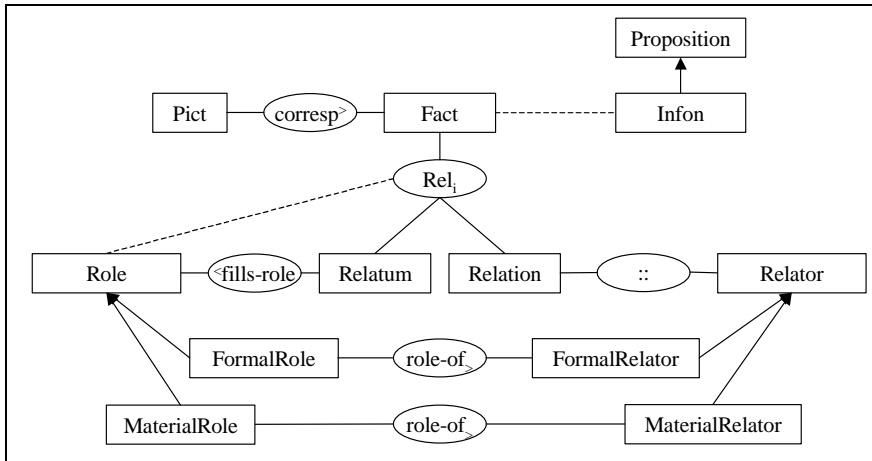 Proposition
Pict corresp> Fact Infon
Rel_i
Role <fills-role Relatum Relation :: Relator
FormalRole role-of> FormalRelator
MaterialRole role-of> MaterialRelator